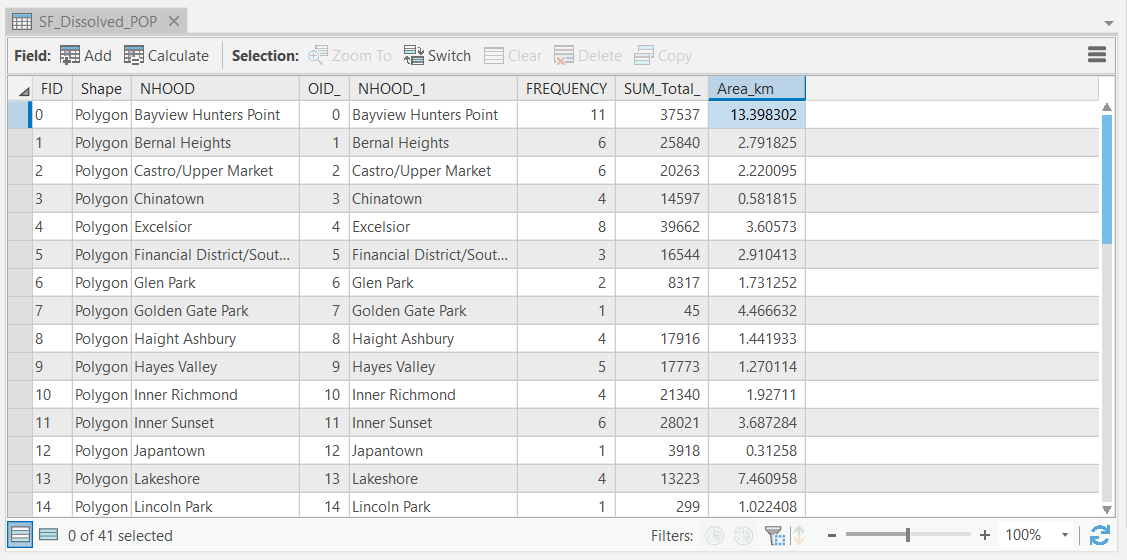 SF_Dissolved_POP
Field: Add Calculate Selection: Zoom To Switch Clear Delete Copy
FID Shape NHOOD OID_ NHOOD_1 FREQUENCY SUM_Total_ Area_km
0 Polygon Bayview Hunters Point 0 Bayview Hunters Point 11 37537 13.398302
1 Polygon Bernal Heights 1 Bernal Heights 6 25840 2.791825
2 Polygon Castro/Upper Market 2 Castro/Upper Market 6 20263 2.220095
3 Polygon Chinatown 3 Chinatown 4 14597 0.581815
4 Polygon Excelsior 4 Excelsior 8 39662 3.60573
5 Polygon Financial District/Sout... 5 Financial District/Sout... 3 16544 2.910413
6 Polygon Glen Park 6 Glen Park 2 8317 1.731252
7 Polygon Golden Gate Park 7 Golden Gate Park 1 45 4.466632
8 Polygon Haight Ashbury 8 Haight Ashbury 4 17916 1.441933
9 Polygon Hayes Valley 9 Hayes Valley 5 17773 1.270114
10 Polygon Inner Richmond 10 Inner Richmond 4 21340 1.92711
11 Polygon Inner Sunset 11 Inner Sunset 6 28021 3.687284
12 Polygon Japantown 12 Japantown 1 3918 0.31258
13 Polygon Lakeshore 13 Lakeshore 4 13223 7.460958
14 Polygon Lincoln Park 14 Lincoln Park 1 299 1.022408
0 of 41 selected Filters: - + 100%